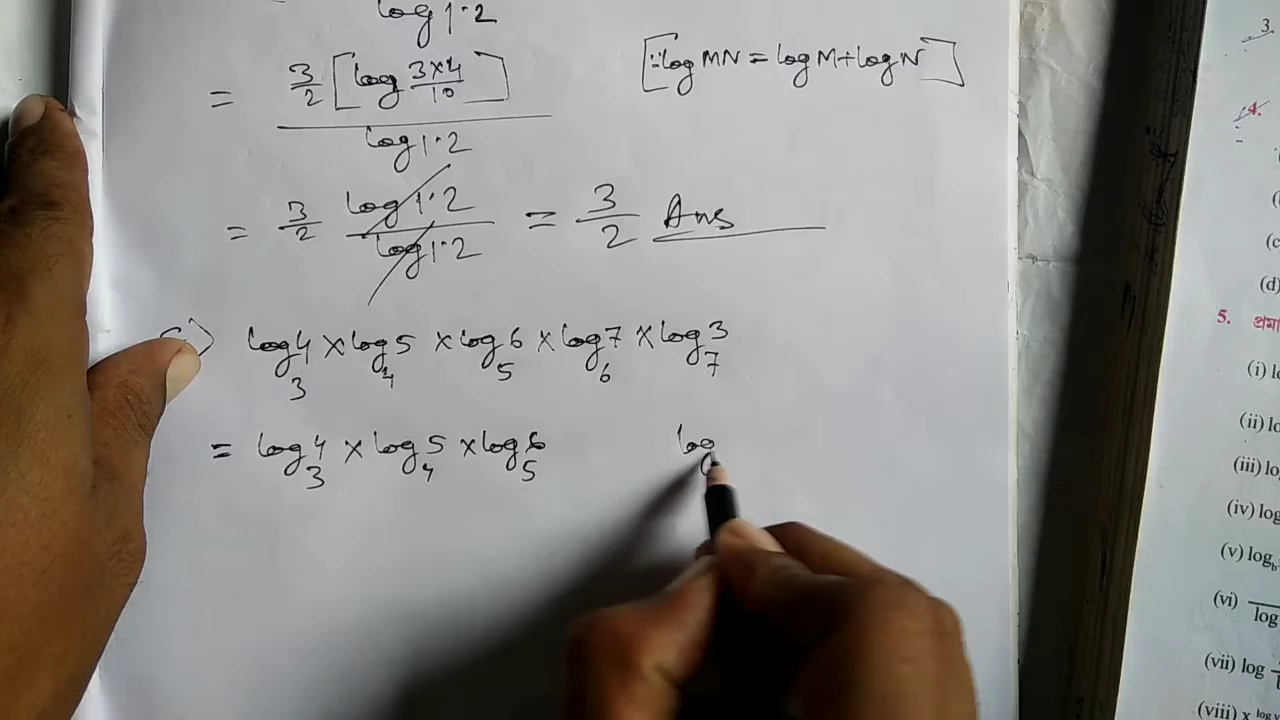 log 1.2
= 3/2 [log 3×4/10] / log 1.2 [∵ log MN = log M + log N]
= 3/2 log 1.2 / log 1.2 = 3/2 Ans
c) log₃4 × log₄5 × log₅6 × log₆7 × log₇3
= log₃4 × log₄5 × log₅6 log
3.
4.
(c)
(d)
5.
(i) l
(ii) lo
(iii) lo
(iv) log
(v) log_b
(vi) log
(vii) log
(viii) x log